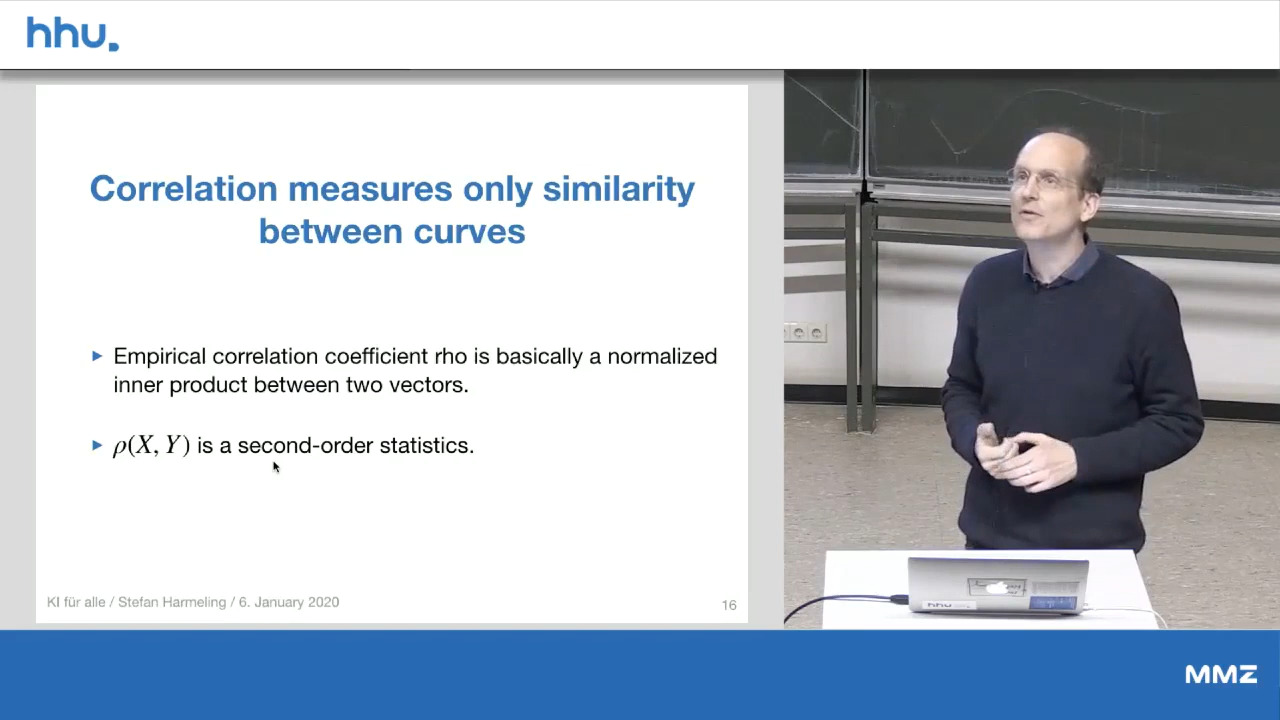 hhu.
Correlation measures only similarity
between curves
▶ Empirical correlation coefficient rho is basically a normalized
inner product between two vectors.
▶ ρ(X, Y) is a second-order statistics.
KI für alle / Stefan Harmeling / 6. January 2020
16
hhu
MMZ